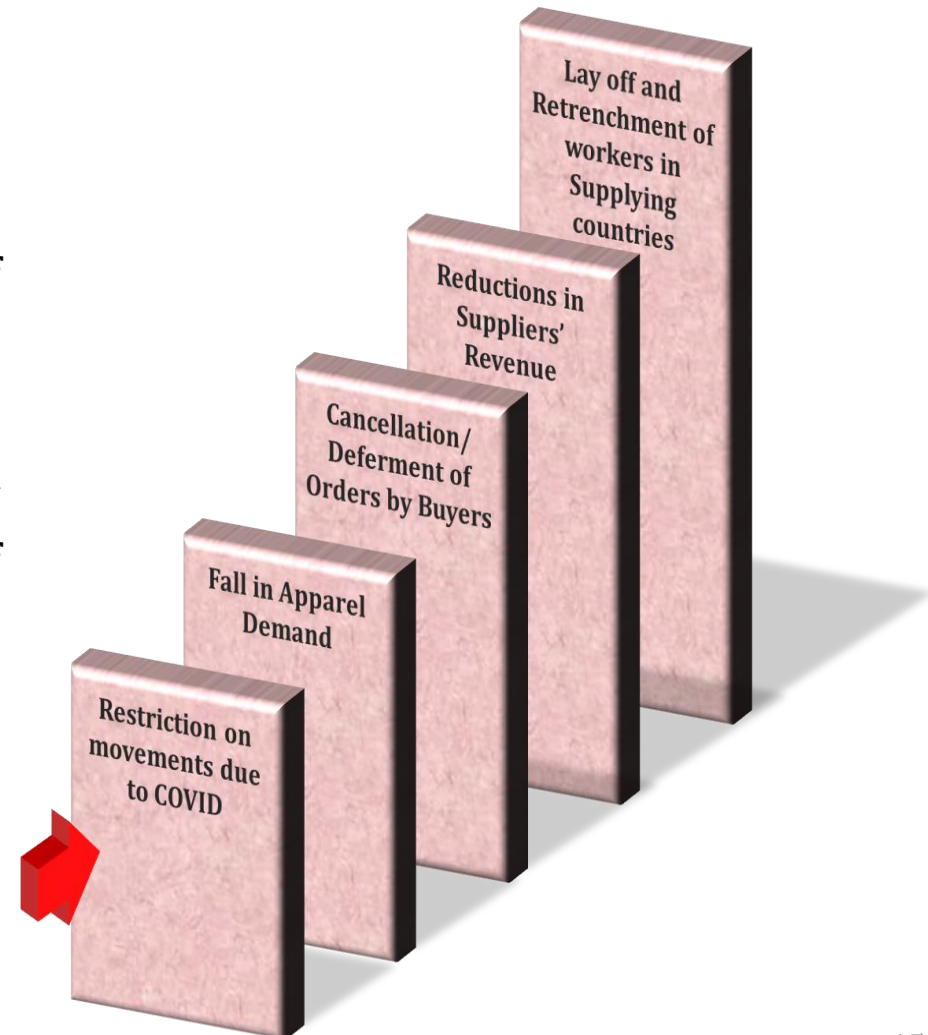 Restriction on
movements due
to COVID
Fall in Apparel
Demand
Cancellation/
Deferment of
Orders by Buyers
Reductions in
Suppliers’
Revenue
Lay off and
Retrenchment of
workers in
Supplying
countries